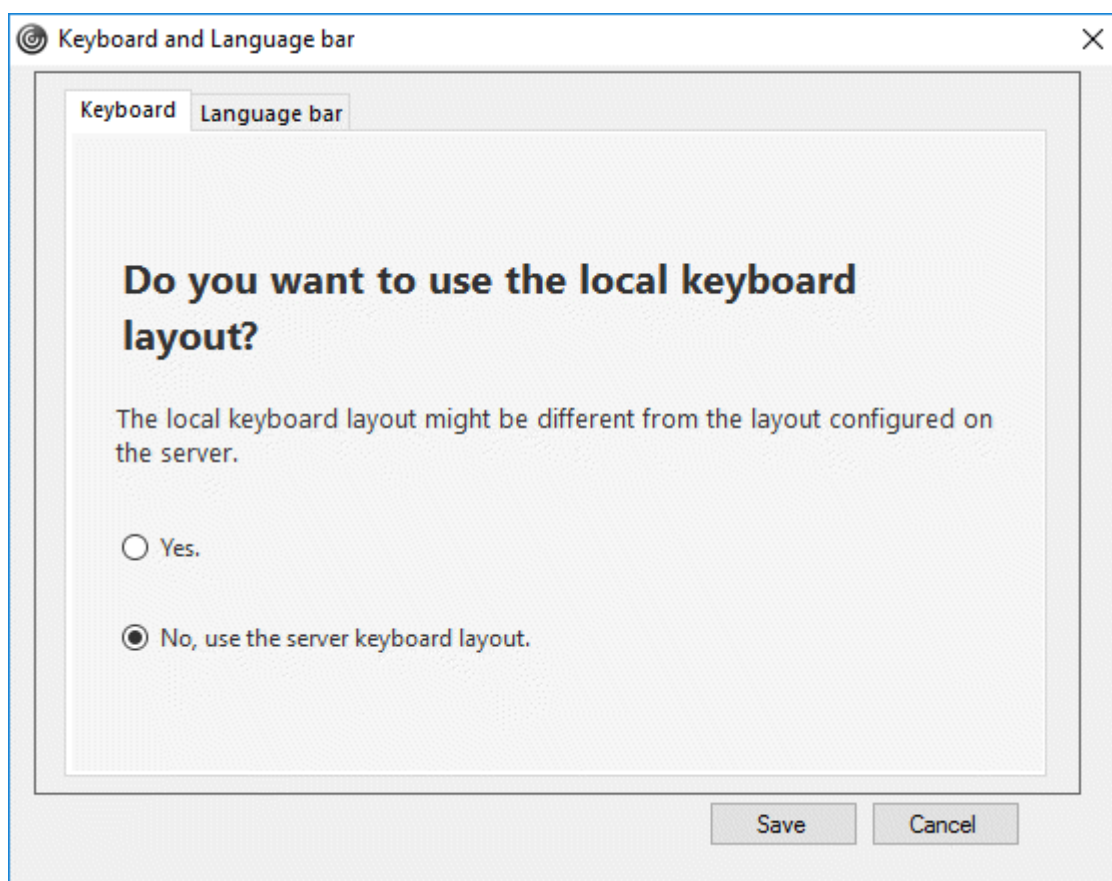 Keyboard and Language bar
Keyboard
Language bar
Do you want to use the local keyboard
layout?
The local keyboard layout might be different from the layout configured on
the server.
Yes.
No, use the server keyboard layout.
Save
Cancel